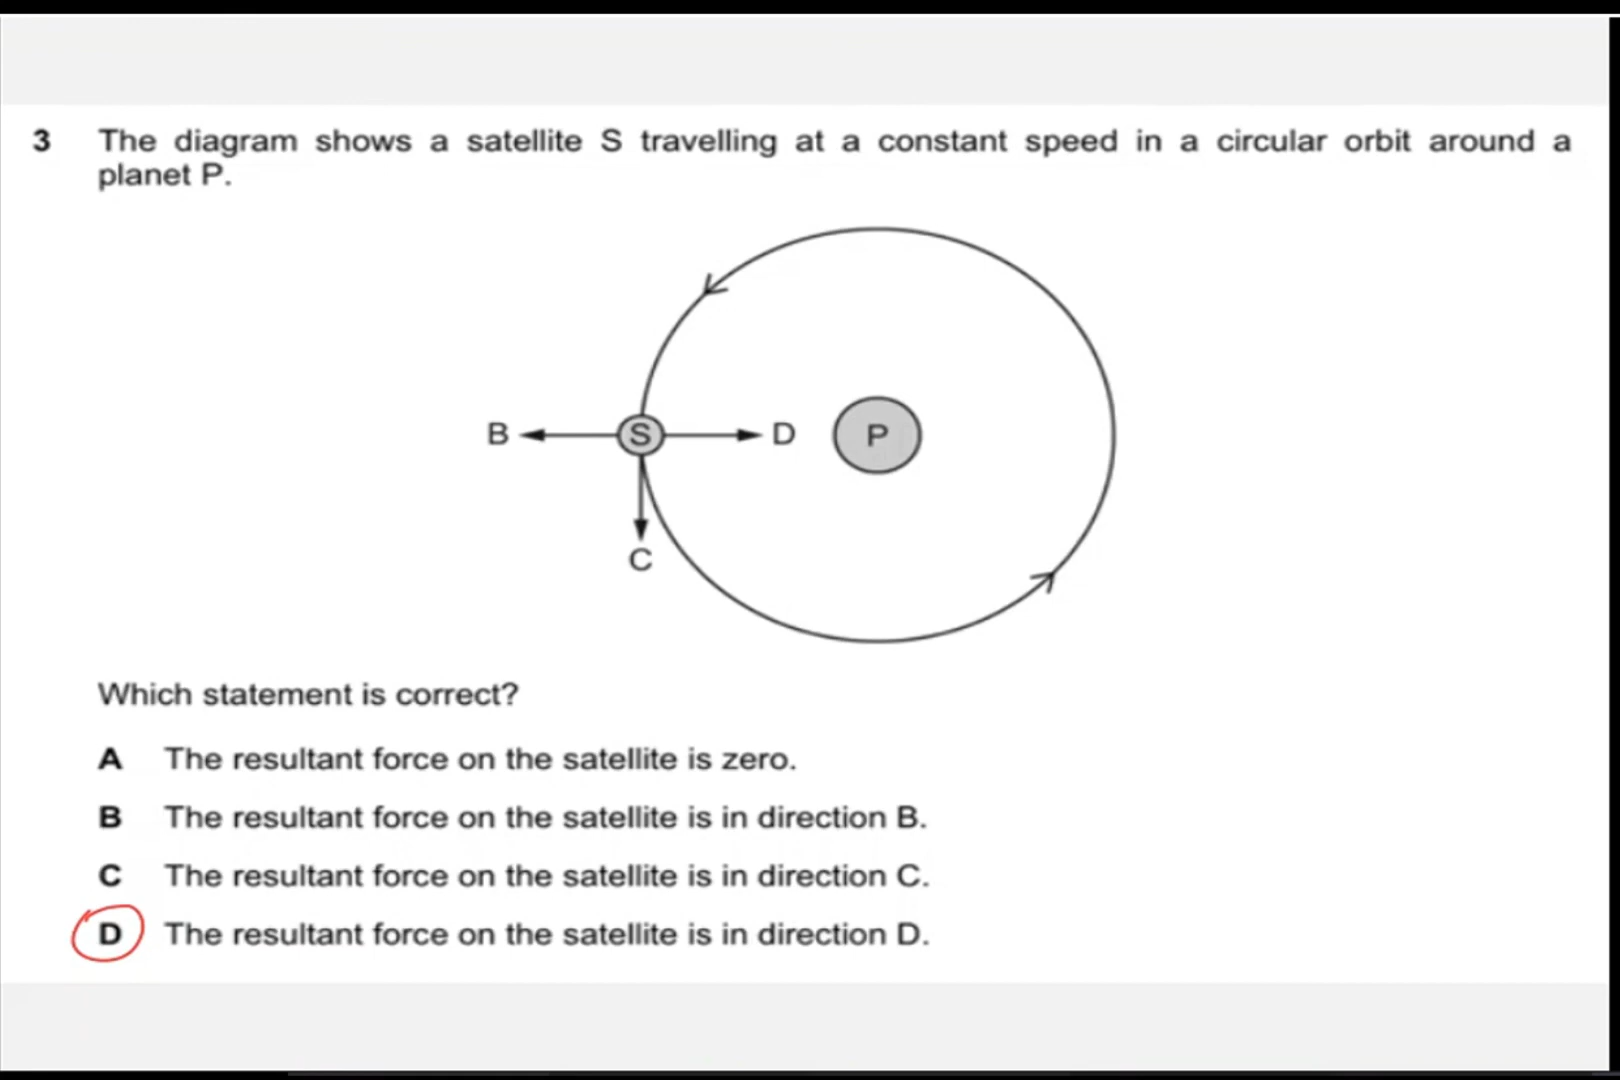 3 The diagram shows a satellite S travelling at a constant speed in a circular orbit around a
planet P.
B S D P
C
Which statement is correct?
A The resultant force on the satellite is zero.
B The resultant force on the satellite is in direction B.
C The resultant force on the satellite is in direction C.
D The resultant force on the satellite is in direction D.